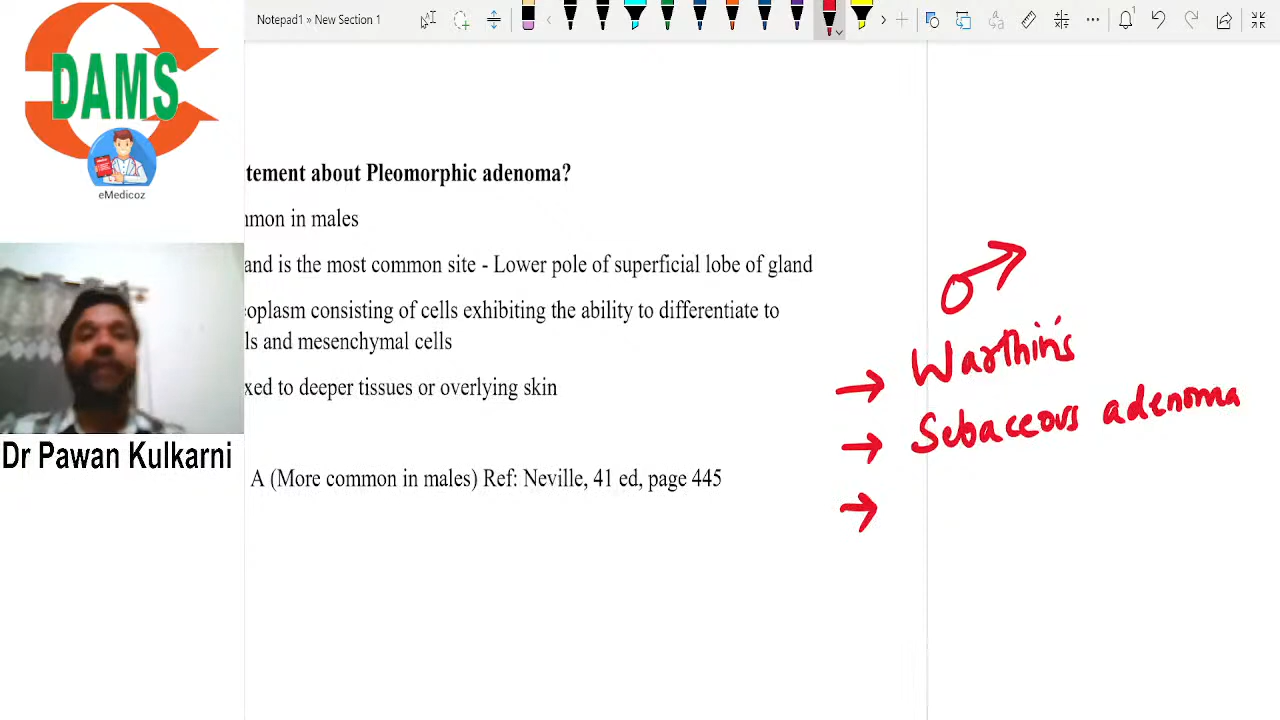 Notepad1 » New Section 1
DAMS
eMedicoz
tement about Pleomorphic adenoma?
nmon in males
and is the most common site - Lower pole of superficial lobe of gland
oplasm consisting of cells exhibiting the ability to differentiate to
ls and mesenchymal cells
xed to deeper tissues or overlying skin
A (More common in males) Ref: Neville, 41 ed, page 445
Warthin's
Sebaceous adenoma
Dr Pawan Kulkarni